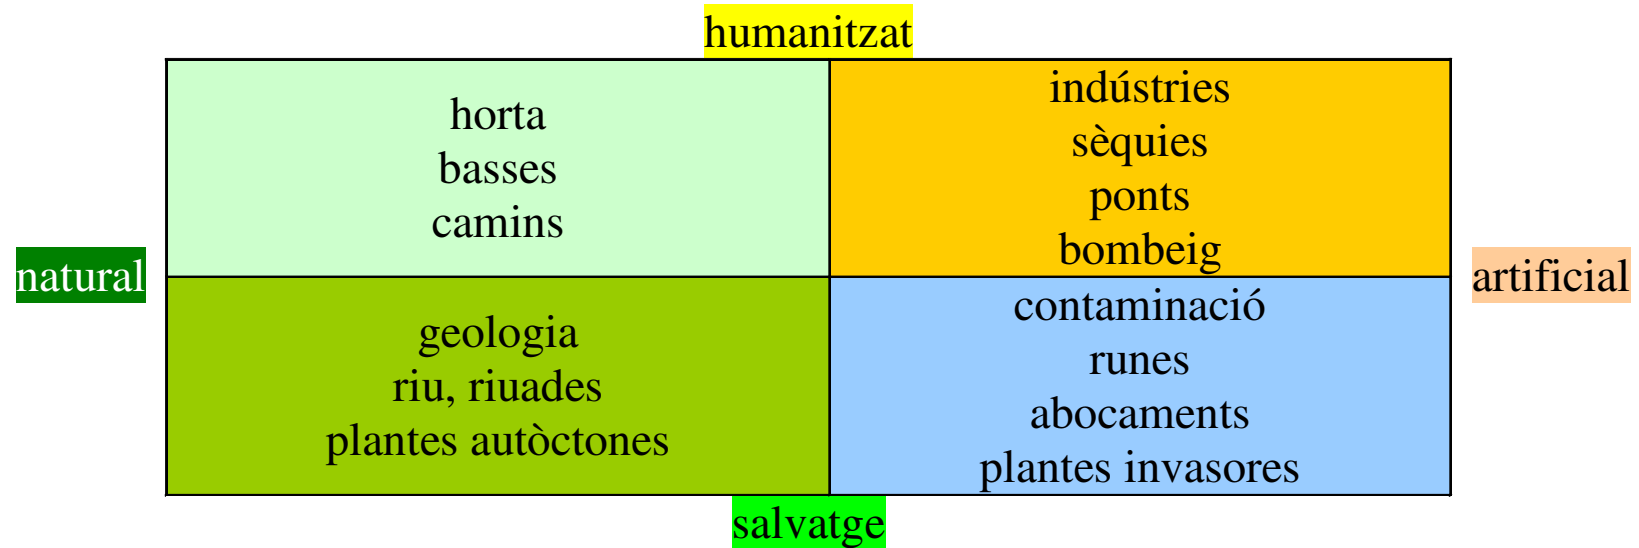 humanitzat
horta
basses
camins
indústries
sèquies
ponts
bombeig
natural
artificial
geologia
riu, riuades
plantes autòctones
contaminació
runes
abocaments
plantes invasores
salvatge